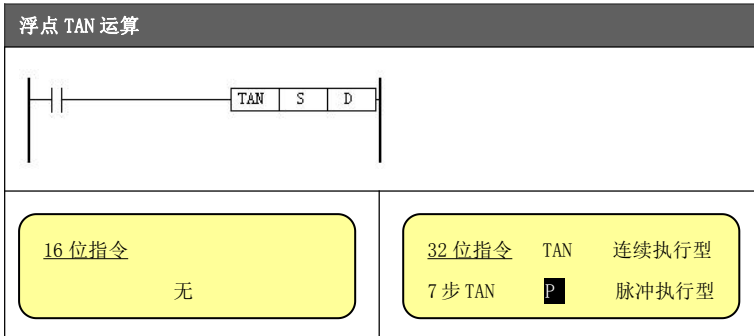 浮点 TAN 运算
TAN S D
16 位指令
无
32 位指令 TAN 连续执行型
7 步 TAN P 脉冲执行型